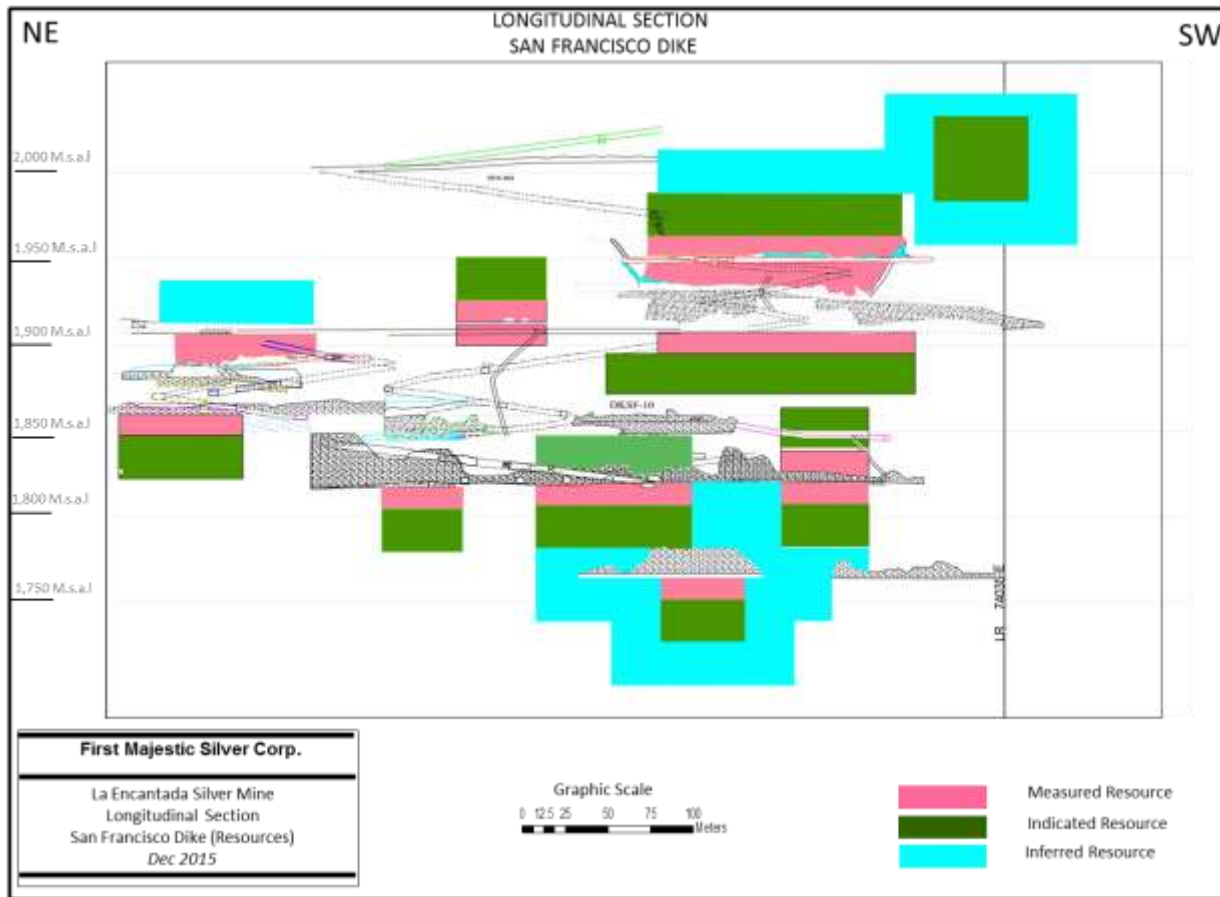 LONGITUDINAL SECTION
SAN FRANCISCO DIKE
NE
SW
2,000 M.s.a.l
1,950 M.s.a.l
1,900 M.s.a.l
1,850 M.s.a.l
1,800 M.s.a.l
1,750 M.s.a.l
DKSF-10
First Majestic Silver Corp.
La Encantada Silver Mine
Longitudinal Section
San Francisco Dike (Resources)
Dec 2015
Graphic Scale
0 12.5 25 50 75 100
Meters
Measured Resource
Indicated Resource
Inferred Resource